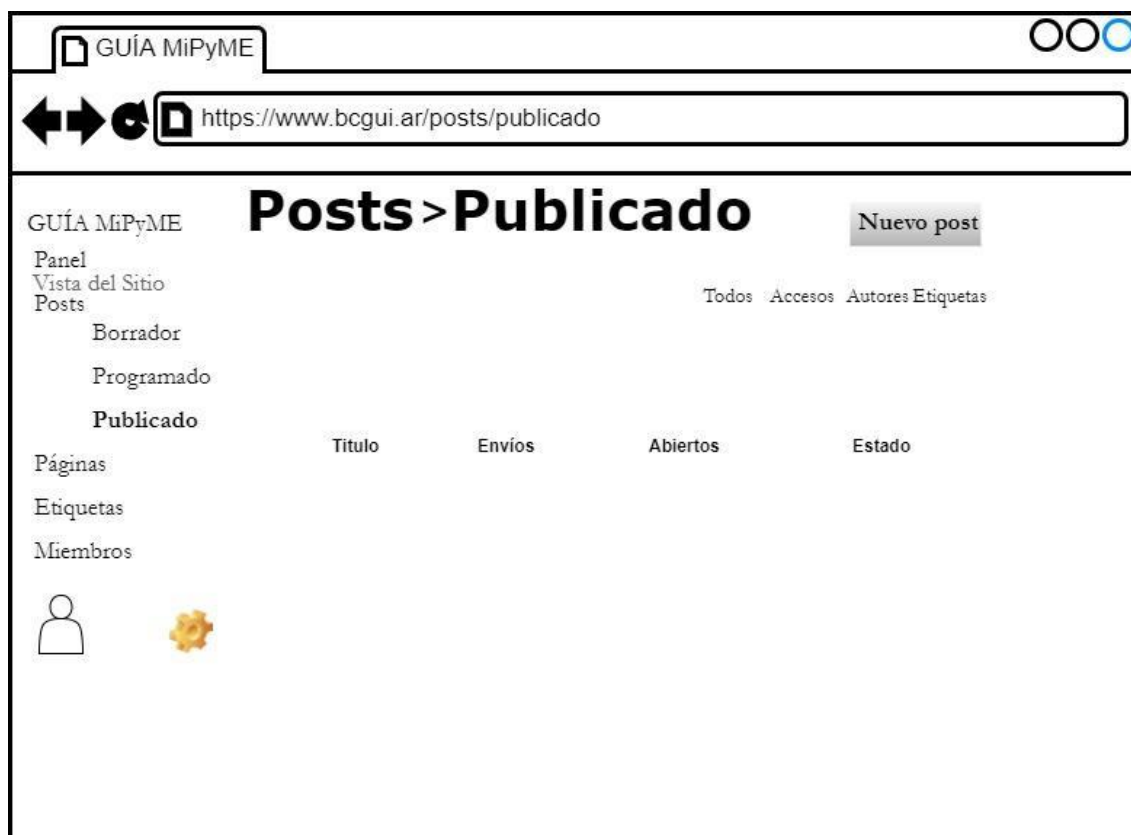 GUÍA MiPyME
https://www.bcgui.ar/posts/publicado
GUÍA MiPyME
Posts>Publicado
Nuevo post
Panel
Vista del Sitio
Posts
Todos Accesos Autores Etiquetas
Borrador
Programado
Publicado
Titulo Envíos Abiertos Estado
Páginas
Etiquetas
Miembros